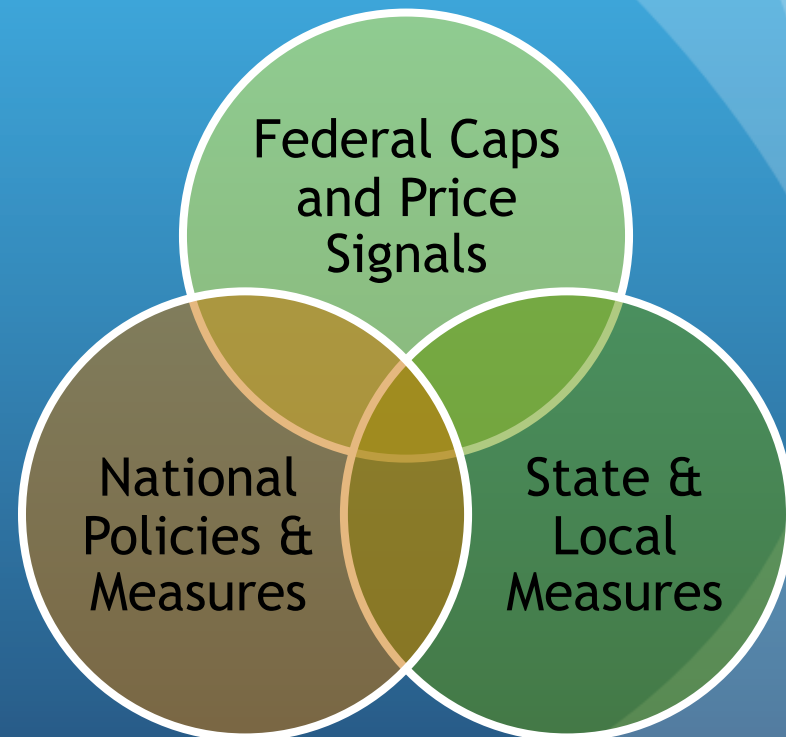 Federal Caps
and Price
Signals
National
Policies &
Measures
State &
Local
Measures